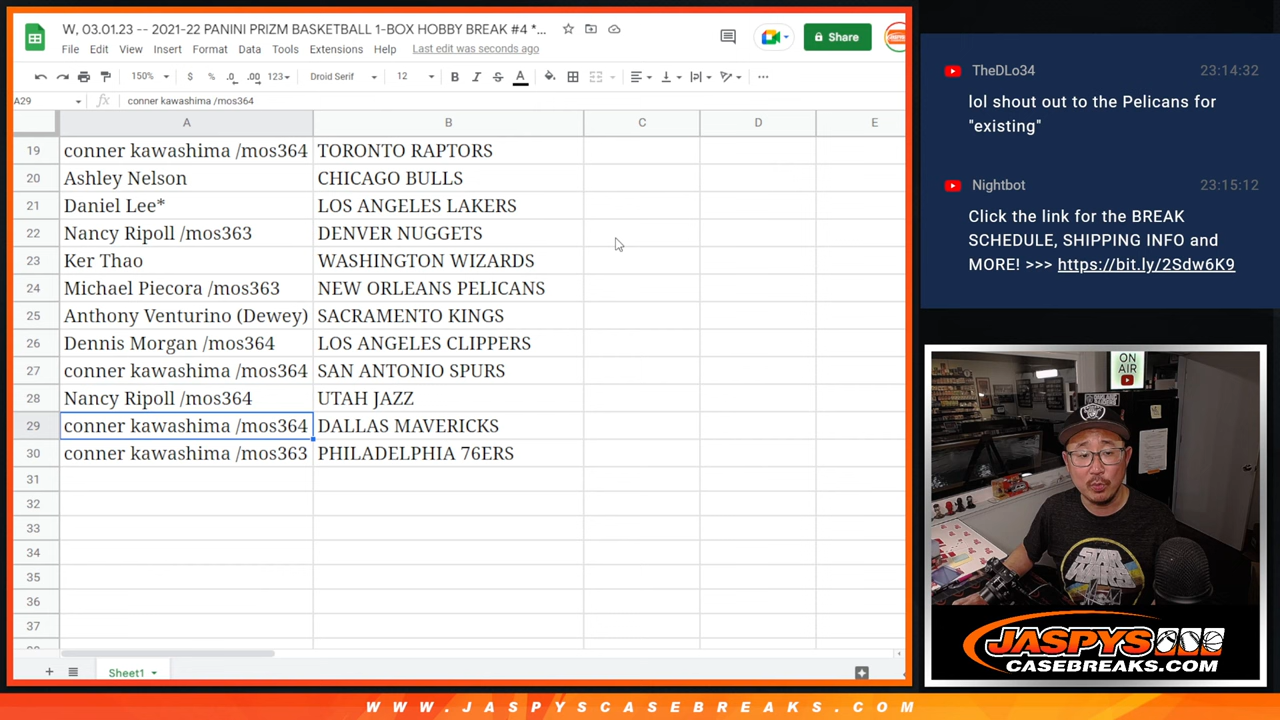 W, 03.01.23 -- 2021-22 PANINI PRIZM BASKETBALL 1-BOX HOBBY BREAK #4 *...
File Edit View Insert Format Data Tools Extensions Help Last edit was seconds ago
Share
150% $ % .0 .00 123 Droid Serif 12 B I S A
A29 fx conner kawashima /mos364
A B C D E
19 conner kawashima /mos364 TORONTO RAPTORS
20 Ashley Nelson CHICAGO BULLS
21 Daniel Lee* LOS ANGELES LAKERS
22 Nancy Ripoll /mos363 DENVER NUGGETS
23 Ker Thao WASHINGTON WIZARDS
24 Michael Piecora /mos363 NEW ORLEANS PELICANS
25 Anthony Venturino (Dewey) SACRAMENTO KINGS
26 Dennis Morgan /mos364 LOS ANGELES CLIPPERS
27 conner kawashima /mos364 SAN ANTONIO SPURS
28 Nancy Ripoll /mos364 UTAH JAZZ
29 conner kawashima /mos364 DALLAS MAVERICKS
30 conner kawashima /mos363 PHILADELPHIA 76ERS
31
32
33
34
35
36
37
Sheet1
TheDLo34 23:14:32
lol shout out to the Pelicans for
"existing"
Nightbot 23:15:12
Click the link for the BREAK
SCHEDULE, SHIPPING INFO and
MORE! >>> https://bit.ly/2Sdw6K9
ON
AIR
STAR
WARS
JASPYS
CASEBREAKS.COM
WWW.JASPYSCASEBREAKS.COM